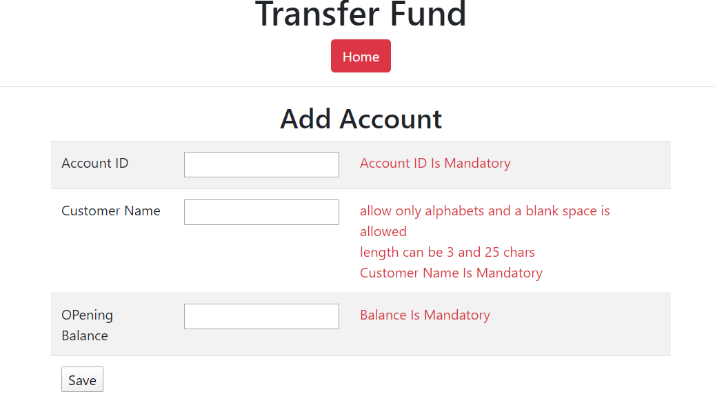 Transfer Fund
Home
Add Account
Account ID
Account ID Is Mandatory
Customer Name
allow only alphabets and a blank space is
allowed
length can be 3 and 25 chars
Customer Name Is Mandatory
OPening
Balance
Balance Is Mandatory
Save